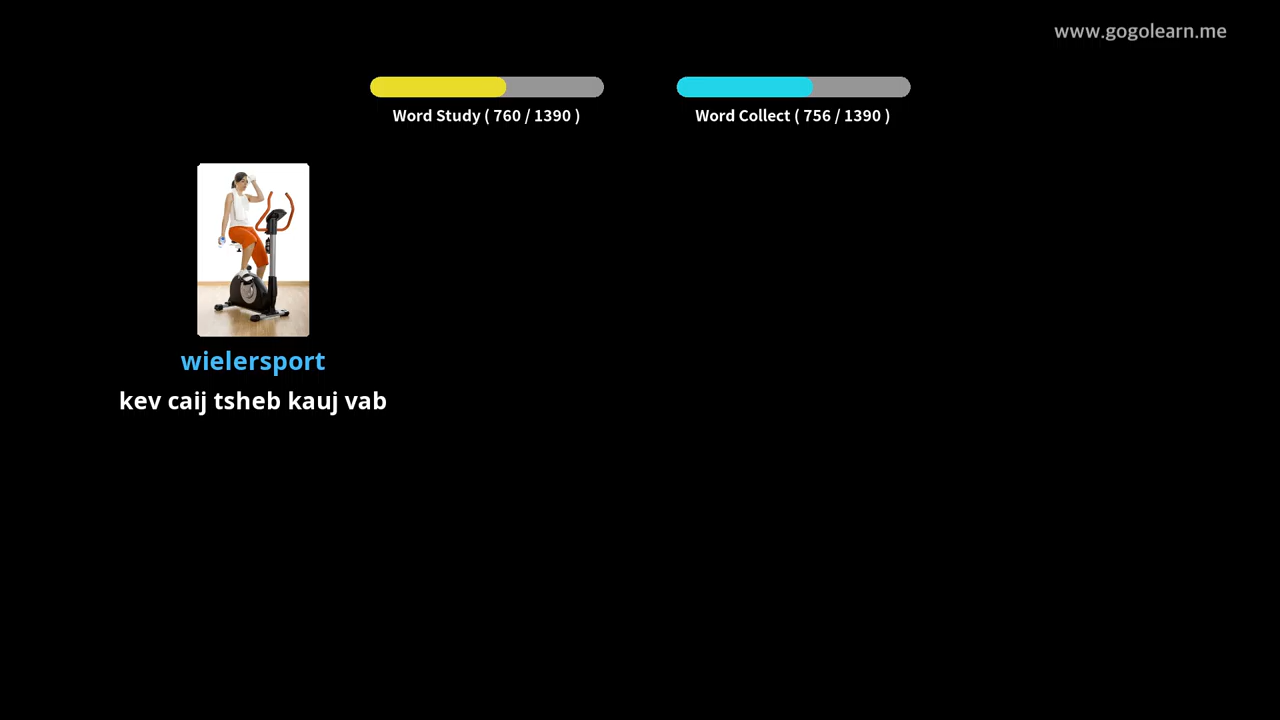 www.gogolearn.me
Word Study ( 760 / 1390 )
Word Collect ( 756 / 1390 )
wielersport
kev caij tsheb kauj vab